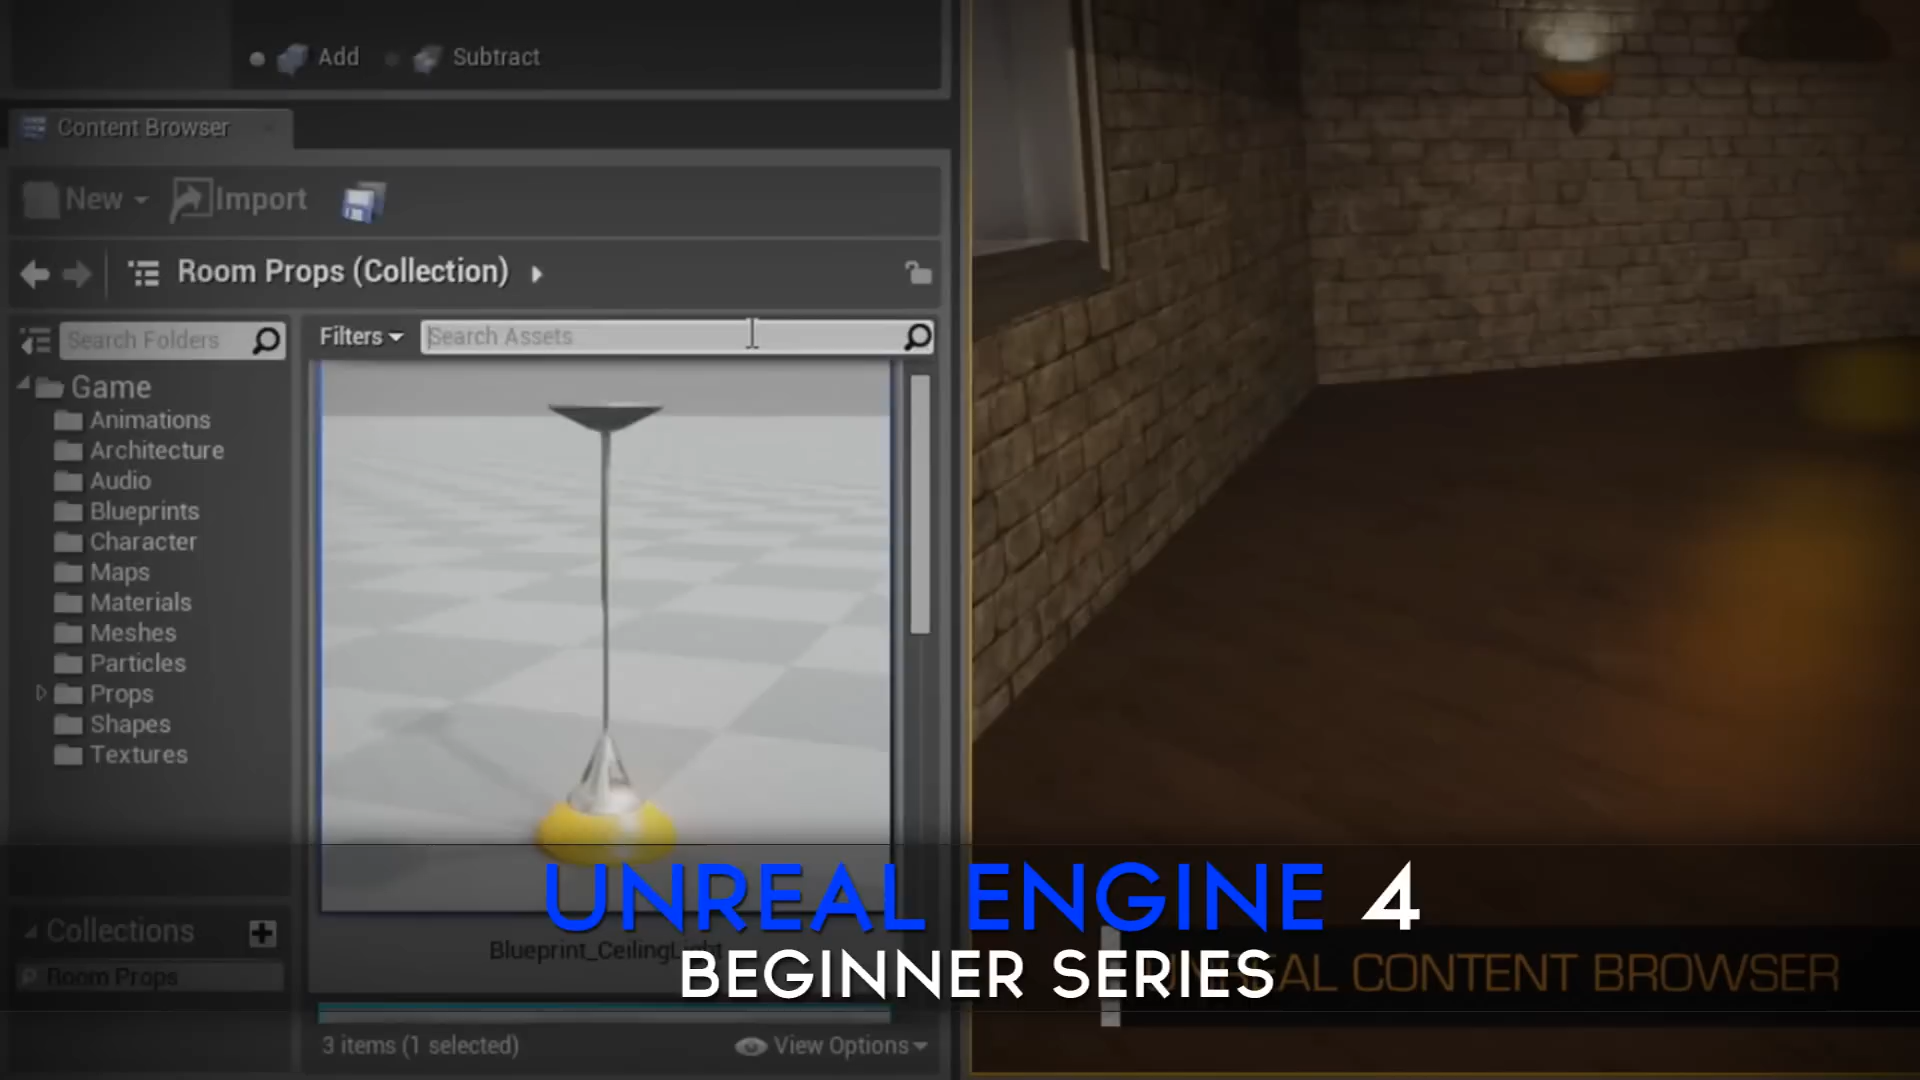 Add Subtract
Content Browser
New Import
Room Props (Collection)
Search Folders
Filters Search Assets
Game
Animations
Architecture
Audio
Blueprints
Character
Maps
Materials
Meshes
Particles
Props
Shapes
Textures
Collections
Room Props
Blueprint_CeilingLight
3 items (1 selected)
View Options
UNREAL ENGINE 4
BEGINNER SERIES
UNREAL CONTENT BROWSER